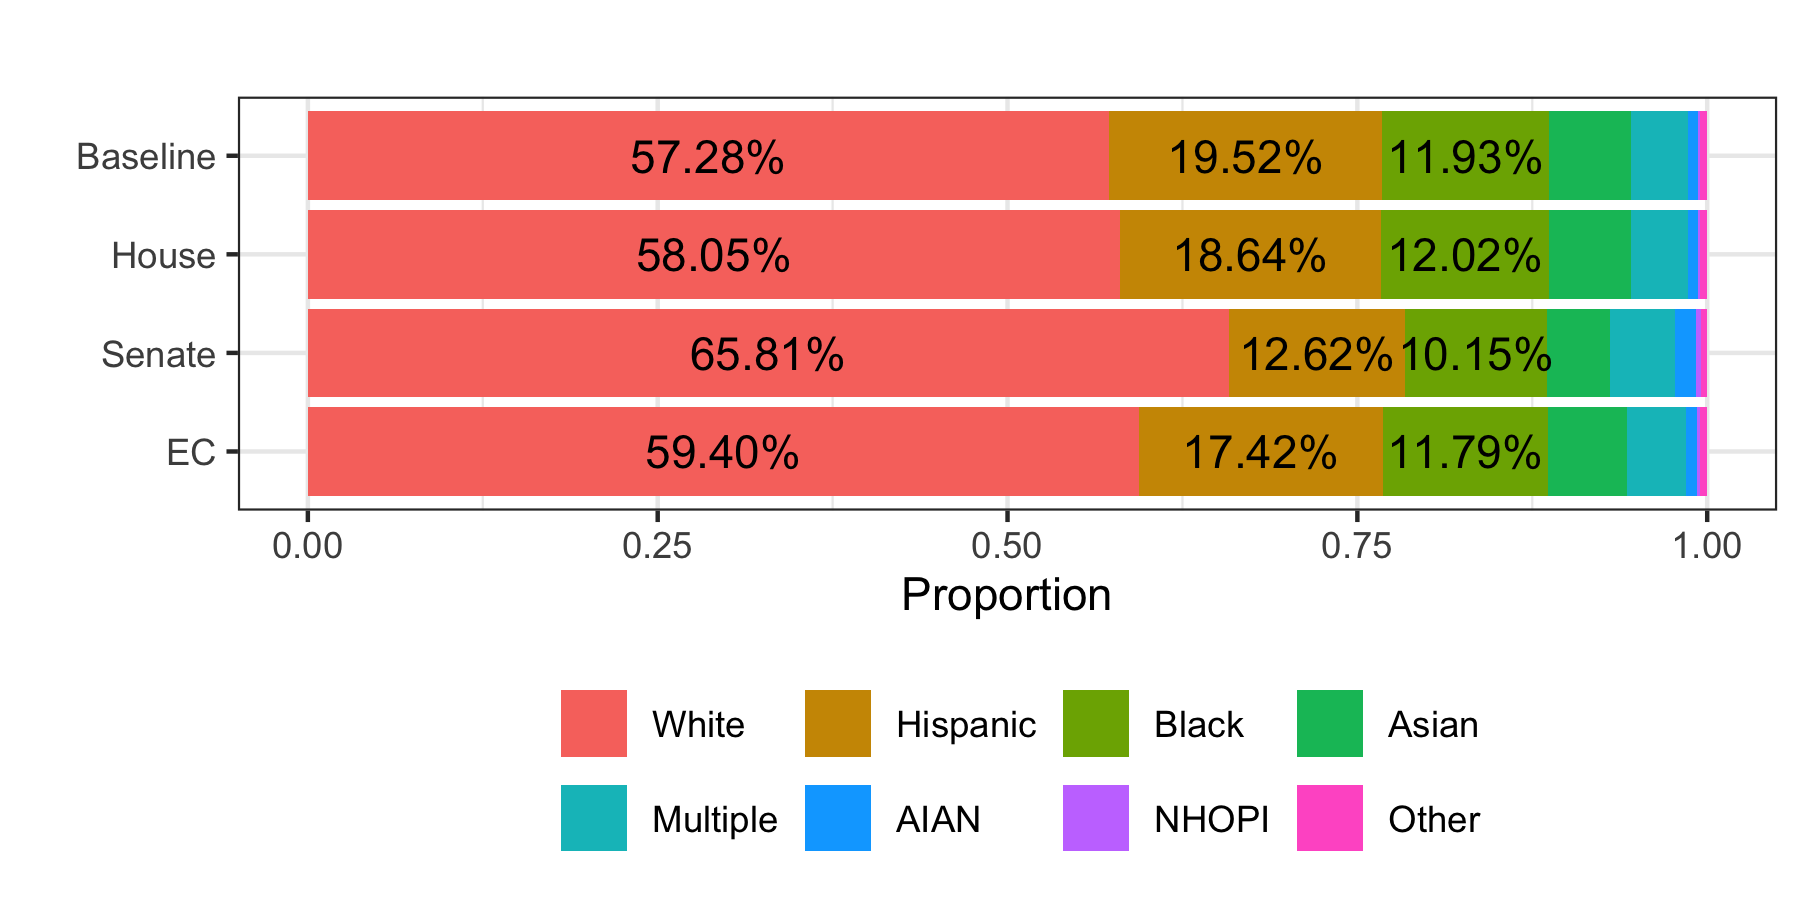 Baseline 57.28% 19.52% 11.93%
House 58.05% 18.64% 12.02%
Senate 65.81% 12.62% 10.15%
EC 59.40% 17.42% 11.79%
0.00 0.25 0.50 0.75 1.00
Proportion
White Hispanic Black Asian
Multiple AIAN NHOPI Other